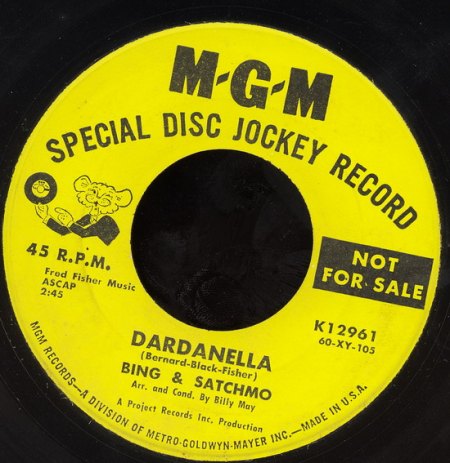 M-G-M
SPECIAL DISC JOCKEY RECORD
45 R.P.M.
Fred Fisher Music
ASCAP
2:45
NOT
FOR SALE
K12961
60-XY-105
DARDANELLA
(Bernard-Black-Fisher)
BING & SATCHMO
Arr. and Cond. By Billy May
A Project Records Inc. Production
MGM RECORDS—A DIVISION OF METRO-GOLDWYN-MAYER INC.—MADE IN U.S.A.